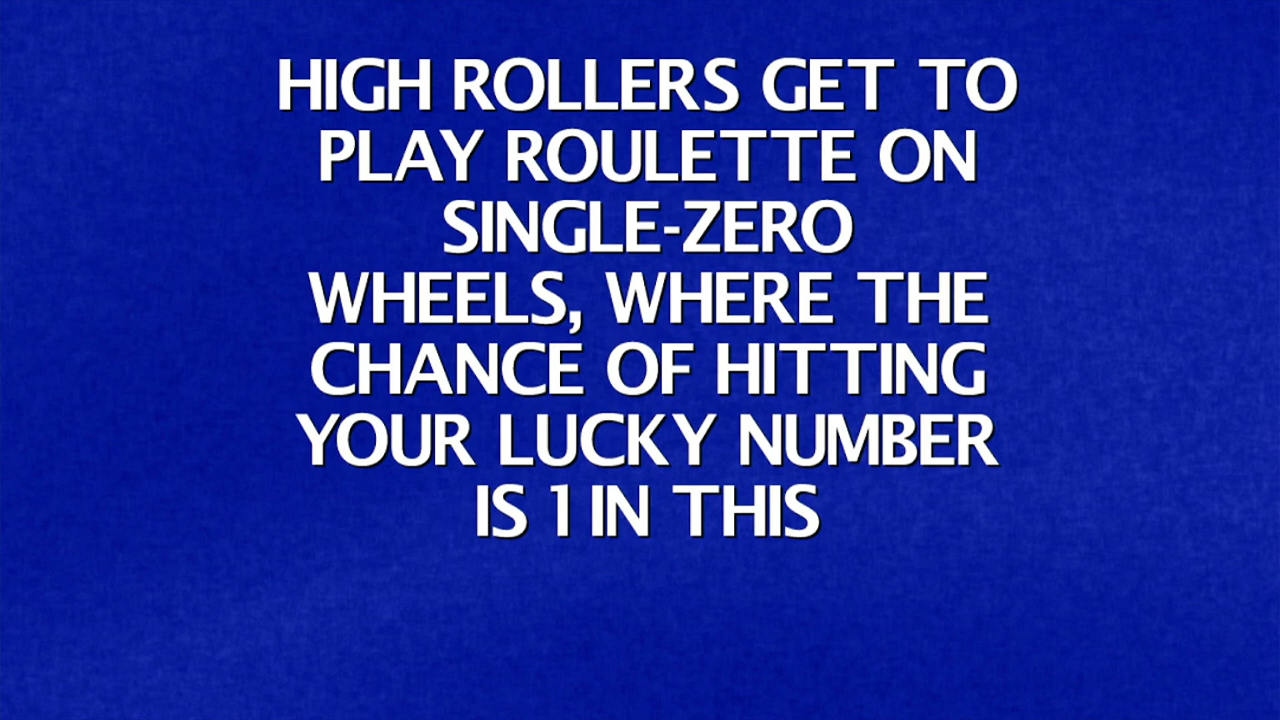 HIGH ROLLERS GET TO
PLAY ROULETTE ON
SINGLE-ZERO
WHEELS, WHERE THE
CHANCE OF HITTING
YOUR LUCKY NUMBER
IS 1 IN THIS